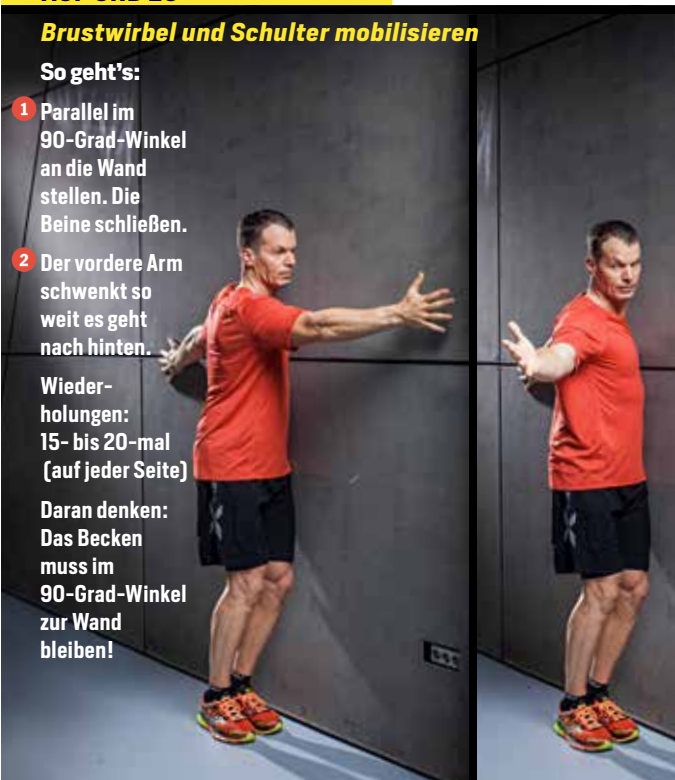 Brustwirbel und Schulter mobilisieren
So geht's:
1 Parallel im
90-Grad-Winkel
an die Wand
stellen. Die
Beine schließen.
2 Der vordere Arm
schwenkt so
weit es geht
nach hinten.
Wieder-
holungen:
15- bis 20-mal
(auf jeder Seite)
Daran denken:
Das Becken
muss im
90-Grad-Winkel
zur Wand
bleiben!